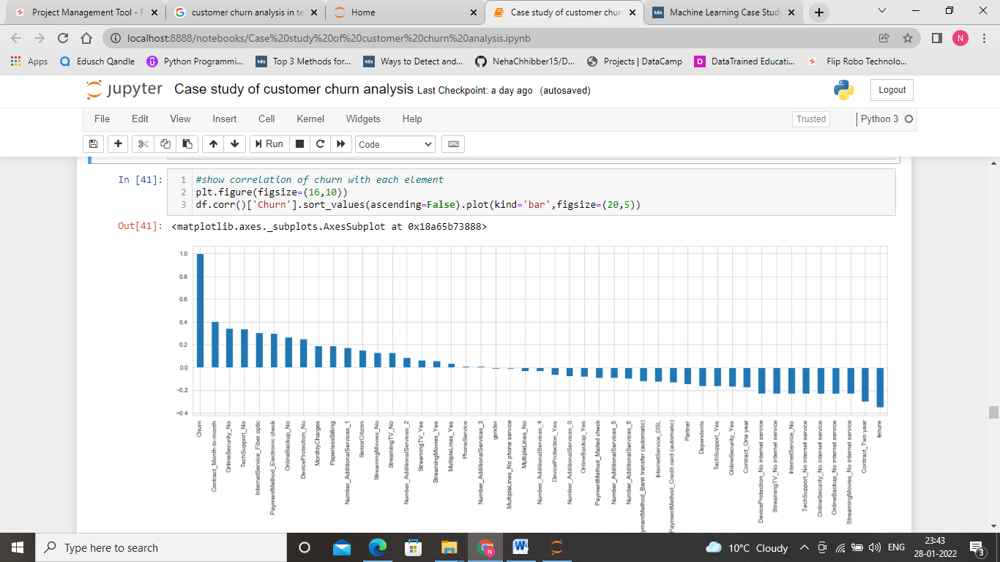 Project Management Tool - F
customer churn analysis in te
Home
Case study of customer churn
tds Machine Learning Case Study
localhost:8888/notebooks/Case%20study%20of%20customer%20churn%20analysis.ipynb
N
Apps
Q Edusch Qandle
Python Programmi...
tds Top 3 Methods for...
tds Ways to Detect and...
NehaChhibber15/D...
Projects | DataCamp
D DataTrained Educati...
Flip Robo Technolo...
jupyter Case study of customer churn analysis Last Checkpoint: a day ago (autosaved)
Logout
File Edit View Insert Cell Kernel Widgets Help
Trusted
Python 3
Run
Code
In [41]:
1 #show correlation of churn with each element
2 plt.figure(figsize=(16,10))
3 df.corr()['Churn'].sort_values(ascending=False).plot(kind='bar',figsize=(20,5))
Out[41]: <matplotlib.axes._subplots.AxesSubplot at 0x18a65b73888>
1.0
0.8
0.6
0.4
0.2
0.0
−0.2
−0.4
Churn
Contract_Month-to-month
OnlineSecurity_No
TechSupport_No
InternetService_Fiber optic
PaymentMethod_Electronic check
OnlineBackup_No
DeviceProtection_No
MonthlyCharges
PaperlessBilling
Number_AdditionalServices_1
SeniorCitizen
StreamingMovies_No
StreamingTV_No
Number_AdditionalServices_2
StreamingTV_Yes
StreamingMovies_Yes
MultipleLines_Yes
PhoneService
Number_AdditionalServices_3
gender
MultipleLines_No phone service
MultipleLines_No
Number_AdditionalServices_4
DeviceProtection_Yes
Number_AdditionalServices_0
OnlineBackup_Yes
PaymentMethod_Mailed check
Number_AdditionalServices_5
Number_AdditionalServices_6
ymentMethod_Bank transfer (automatic)
InternetService_DSL
PaymentMethod_Credit card (automatic)
Partner
Dependents
TechSupport_Yes
OnlineSecurity_Yes
Contract_One year
DeviceProtection_No internet service
StreamingTV_No internet service
InternetService_No
TechSupport_No internet service
OnlineSecurity_No internet service
OnlineBackup_No internet service
StreamingMovies_No internet service
Contract_Two year
tenure
Type here to search
10°C Cloudy
ENG
23:43
28-01-2022
3